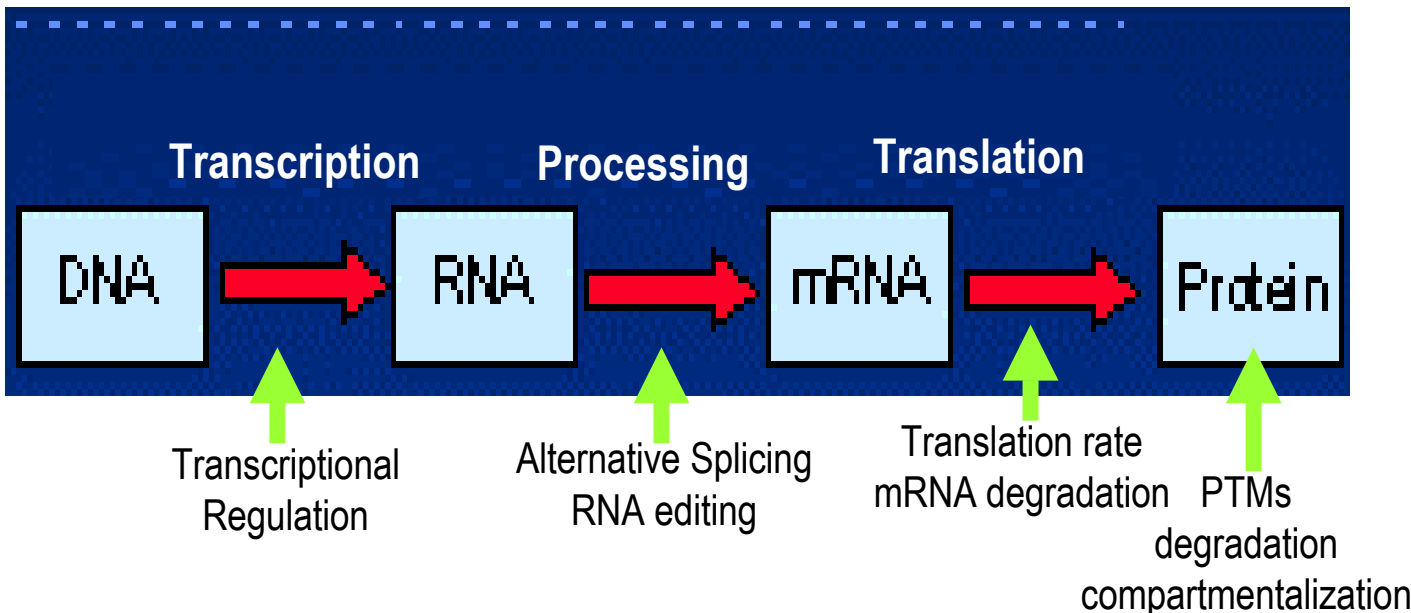 Transcription
Processing
Translation
DNA
RNA
mRNA
Protein
Transcriptional
Regulation
Alternative Splicing
RNA editing
Translation rate
mRNA degradation
PTMs
degradation
compartmentalization